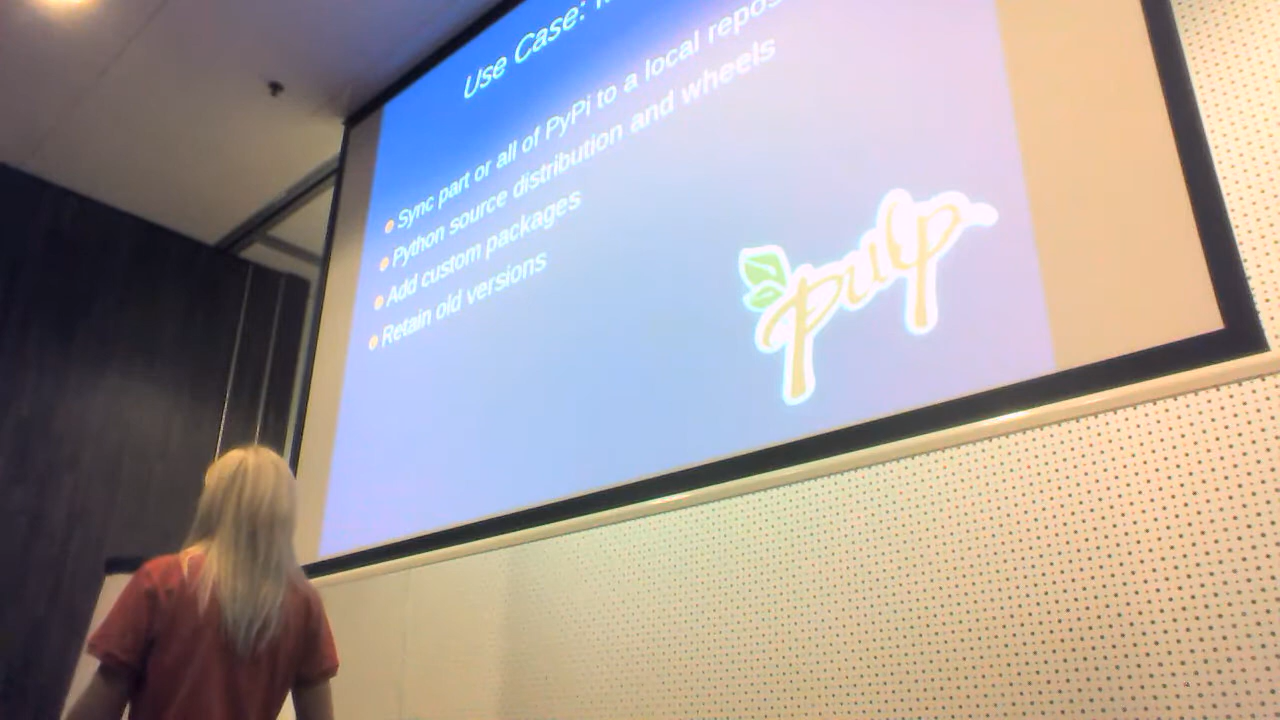 Use Case:
Sync part or all of PyPi to a local
Python source distribution and wheels
Add custom packages
Retain old versions
pulp